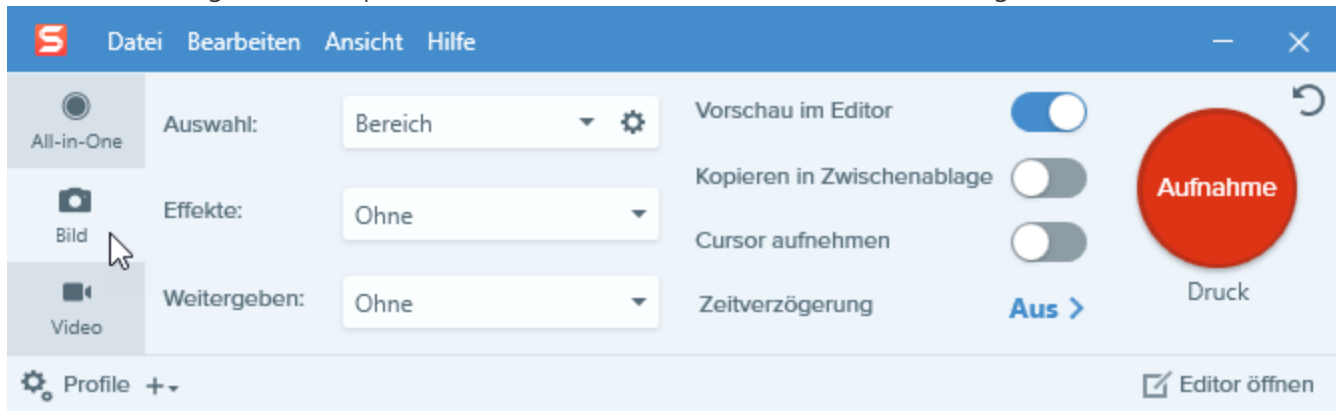 Datei Bearbeiten Ansicht Hilfe
All-in-One
Bild
Video
Auswahl: Bereich
Effekte: Ohne
Weitergeben: Ohne
Vorschau im Editor
Kopieren in Zwischenablage
Cursor aufnehmen
Zeitverzögerung Aus >
Aufnahme
Druck
Profile
Editor öffnen